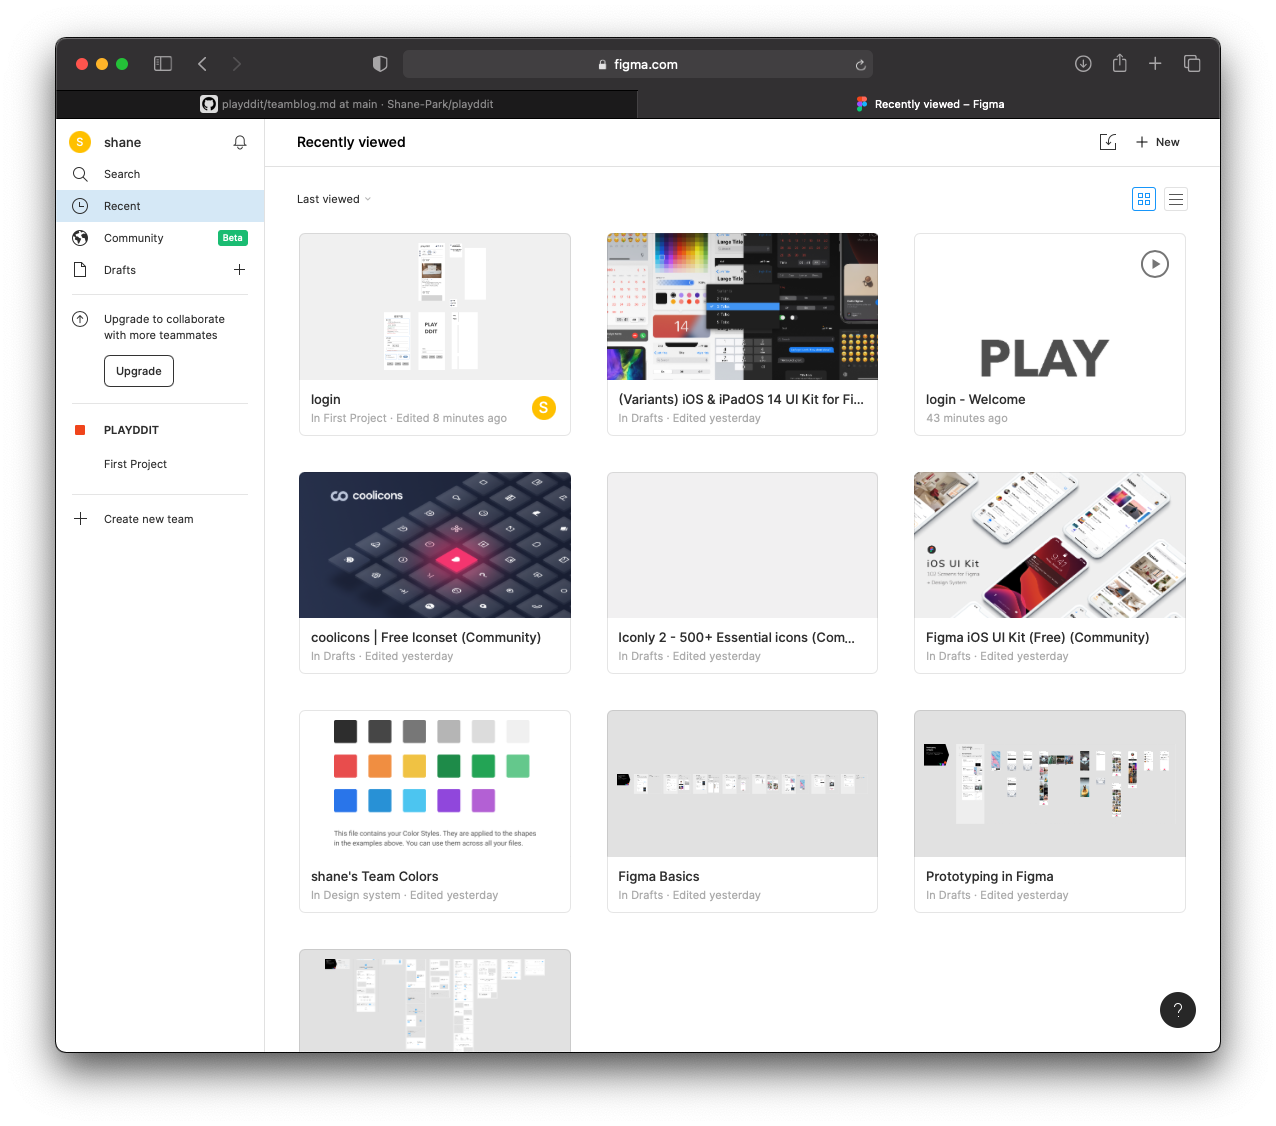 figma.com
playddit/teamblog.md at main · Shane-Park/playddit
Recently viewed – Figma
S
shane
Search
Recent
Community
Beta
Drafts
Upgrade to collaborate
with more teammates
Upgrade
PLAYDDIT
First Project
Create new team
Recently viewed
New
Last viewed
PLAY
DDIT
login
In First Project · Edited 8 minutes ago
S
Large Title
14
(Variants) iOS & iPadOS 14 UI Kit for Fi...
In Drafts · Edited yesterday
PLAY
login - Welcome
43 minutes ago
coolicons
coolicons | Free Iconset (Community)
In Drafts · Edited yesterday
Iconly 2 - 500+ Essential icons (Com...
In Drafts · Edited yesterday
iOS UI Kit
9:41
Figma iOS UI Kit (Free) (Community)
In Drafts · Edited yesterday
This file contains your Color Styles. They are applied to the shapes
in the examples above. You can use them across all your files.
shane's Team Colors
In Design system · Edited yesterday
Figma Basics
In Drafts · Edited yesterday
Prototyping in Figma
In Drafts · Edited yesterday
?